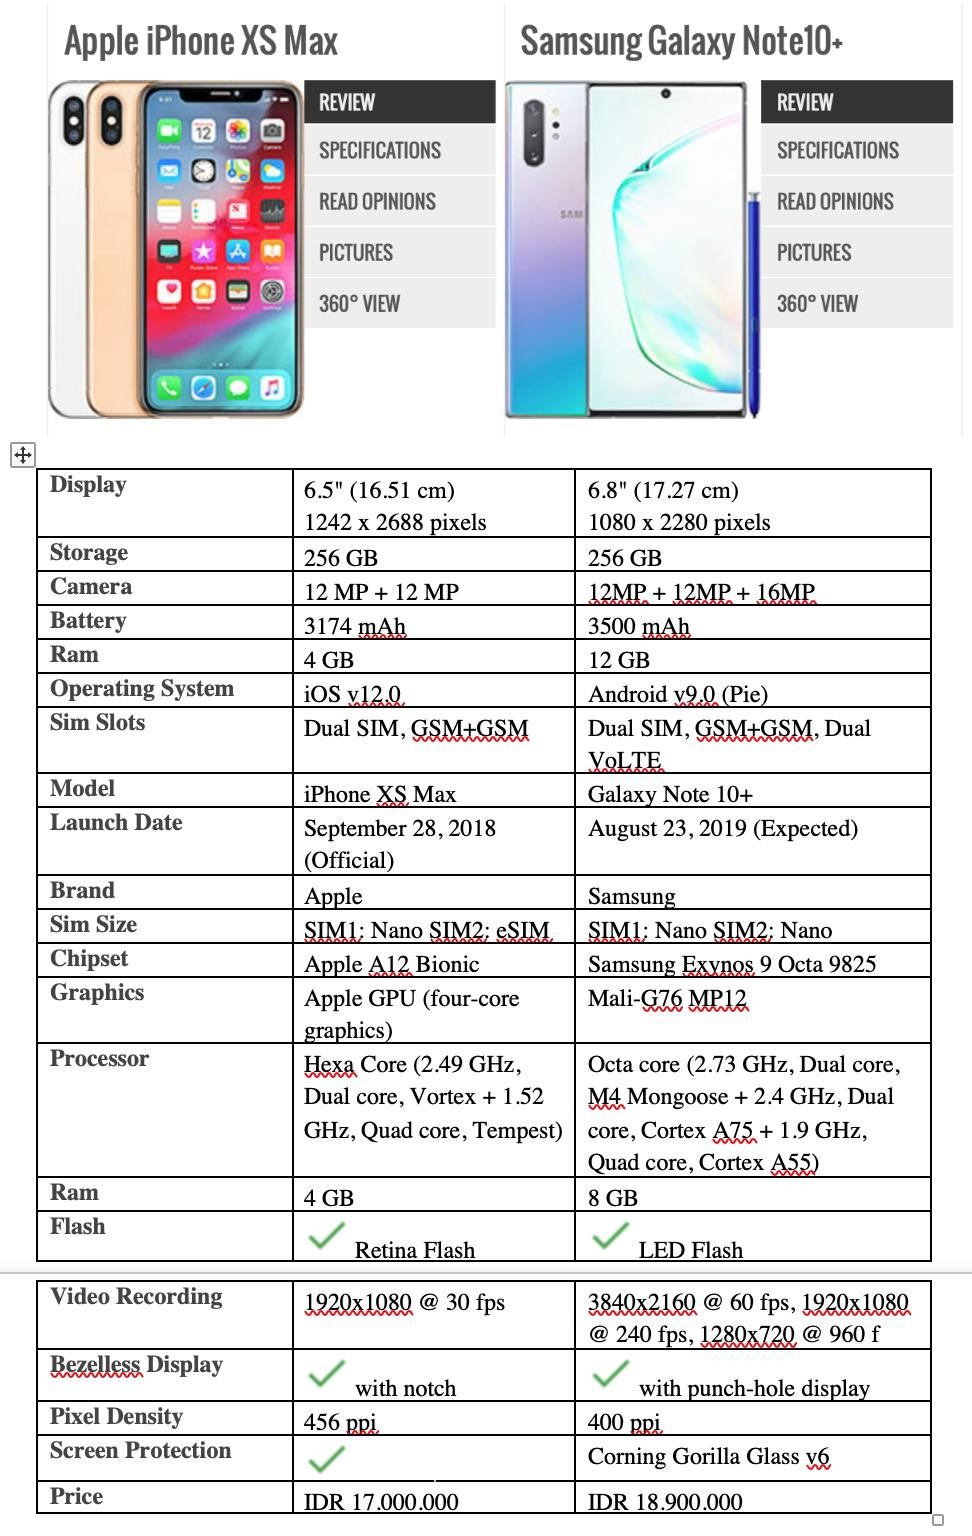 Apple iPhone XS Max
Samsung Galaxy Note10+
REVIEW
SPECIFICATIONS
READ OPINIONS
PICTURES
360° VIEW
SAM
REVIEW
SPECIFICATIONS
READ OPINIONS
PICTURES
360° VIEW
Display
6.5" (16.51 cm)
1242 x 2688 pixels
6.8" (17.27 cm)
1080 x 2280 pixels
Storage
256 GB
256 GB
Camera
12 MP + 12 MP
12MP + 12MP + 16MP
Battery
3174 mAh
3500 mAh
Ram
4 GB
12 GB
Operating System
iOS v12.0
Android v9.0 (Pie)
Sim Slots
Dual SIM, GSM+GSM
Dual SIM, GSM+GSM, Dual
VoLTE
Model
iPhone XS Max
Galaxy Note 10+
Launch Date
September 28, 2018
(Official)
August 23, 2019 (Expected)
Brand
Apple
Samsung
Sim Size
SIM1: Nano SIM2: eSIM
SIM1: Nano SIM2: Nano
Chipset
Apple A12 Bionic
Samsung Exynos 9 Octa 9825
Graphics
Apple GPU (four-core
graphics)
Mali-G76 MP12
Processor
Hexa Core (2.49 GHz,
Dual core, Vortex + 1.52
GHz, Quad core, Tempest)
Octa core (2.73 GHz, Dual core,
M4 Mongoose + 2.4 GHz, Dual
core, Cortex A75 + 1.9 GHz,
Quad core, Cortex A55)
Ram
4 GB
8 GB
Flash
Retina Flash
LED Flash
Video Recording
1920x1080 @ 30 fps
3840x2160 @ 60 fps, 1920x1080
@ 240 fps, 1280x720 @ 960 f
Bezelless Display
with notch
with punch-hole display
Pixel Density
456 ppi
400 ppi
Screen Protection
Corning Gorilla Glass v6
Price
IDR 17.000.000
IDR 18.900.000